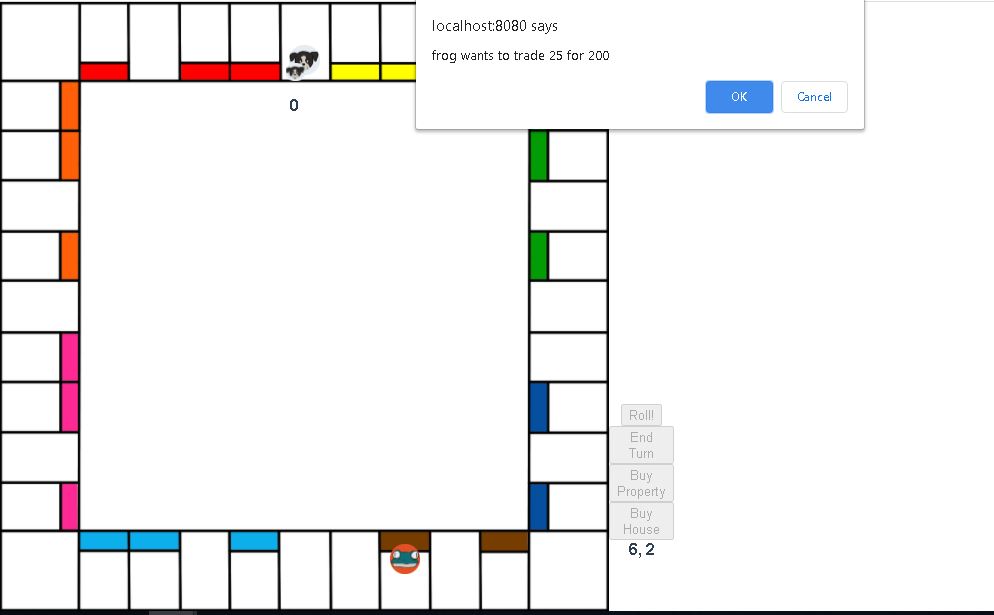 localhost:8080 says
frog wants to trade 25 for 200
OK
Cancel
0
Roll!
End
Turn
Buy
Property
Buy
House
6, 2